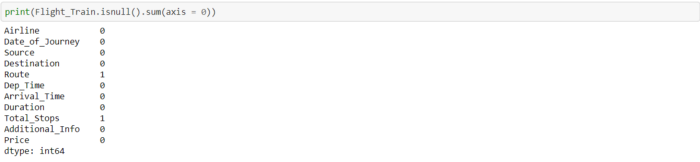 print(Flight_Train.isnull().sum(axis = 0))
Airline 0
Date_of_Journey 0
Source 0
Destination 0
Route 1
Dep_Time 0
Arrival_Time 0
Duration 0
Total_Stops 1
Additional_Info 0
Price 0
dtype: int64